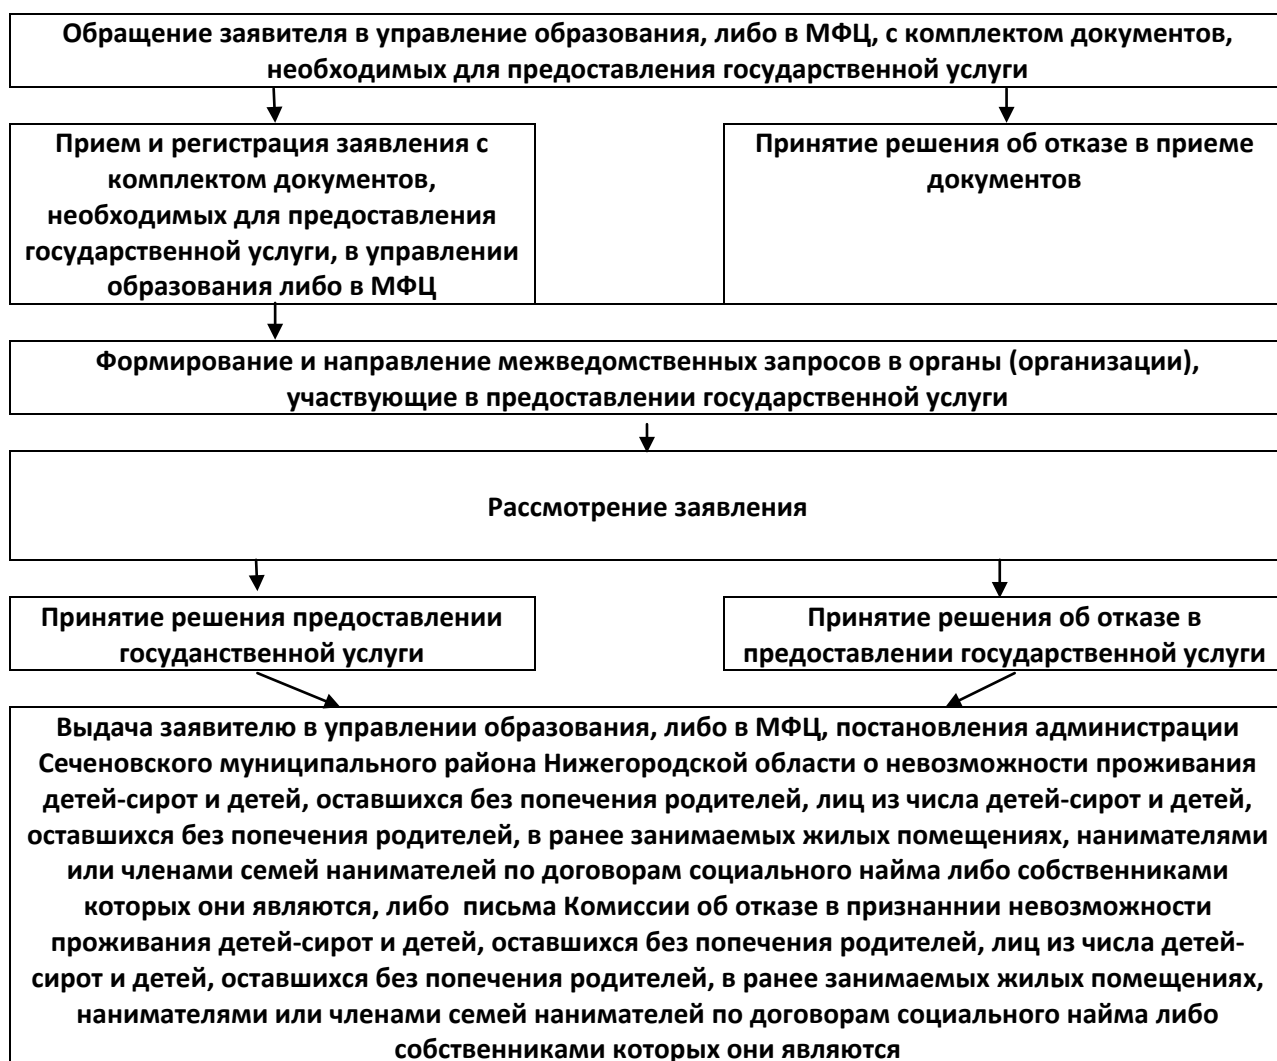 Обращение заявителя в управление образования, либо в МФЦ, с комплектом документов,
необходимых для предоставления государственной услуги
Прием и регистрация заявления с
комплектом документов,
необходимых для предоставления
государственной услуги, в управлении
образования либо в МФЦ
Принятие решения об отказе в приеме
документов
Формирование и направление межведомственных запросов в органы (организации),
участвующие в предоставлении государственной услуги
Рассмотрение заявления
Принятие решения предоставлении
госуданственной услуги
Принятие решения об отказе в
предоставлении государственной услуги
Выдача заявителю в управлении образования, либо в МФЦ, постановления администрации
Сеченовского муниципального района Нижегородской области о невозможности проживания
детей-сирот и детей, оставшихся без попечения родителей, лиц из числа детей-сирот и детей,
оставшихся без попечения родителей, в ранее занимаемых жилых помещениях, нанимателями
или членами семей нанимателей по договорам социального найма либо собственниками
которых они являются, либо  письма Комиссии об отказе в признаннии невозможности
проживания детей-сирот и детей, оставшихся без попечения родителей, лиц из числа детей-
сирот и детей, оставшихся без попечения родителей, в ранее занимаемых жилых помещениях,
нанимателями или членами семей нанимателей по договорам социального найма либо
собственниками которых они являются